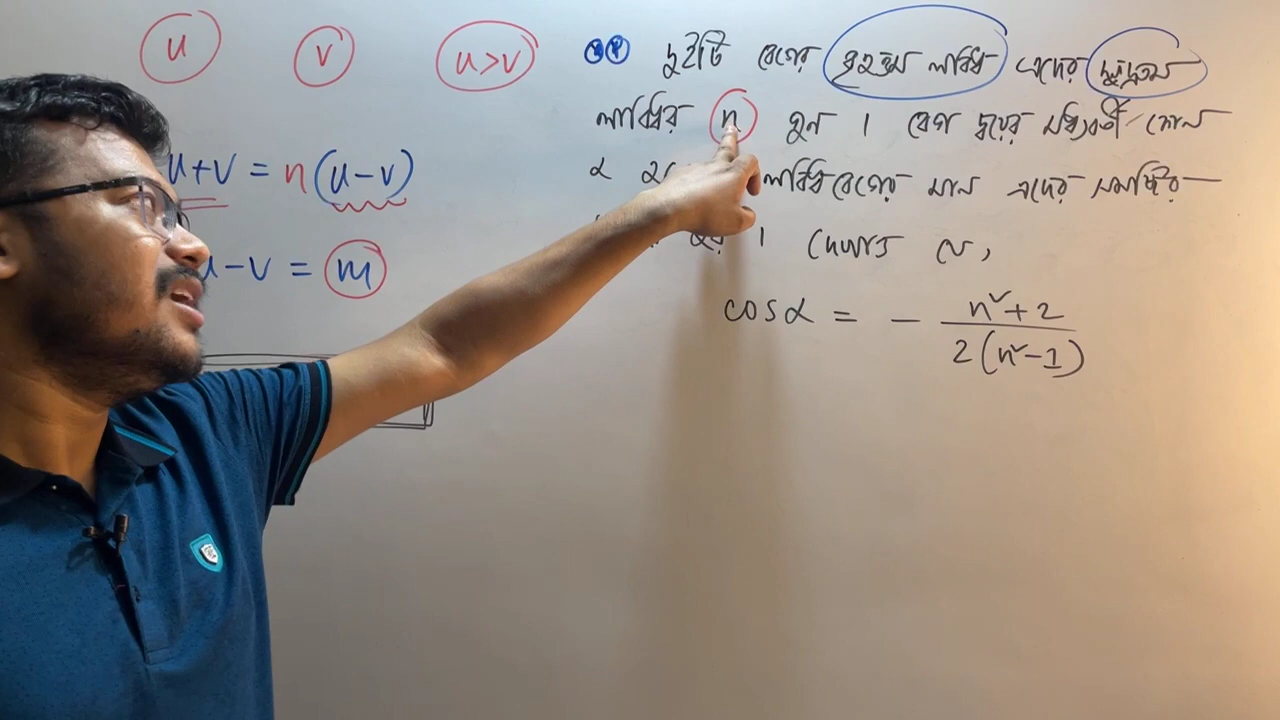 u v u>v
u+v = n(u-v)
u-v = m
দুইটি বেগের বৃহত্তম লব্ধি এদের ক্ষুদ্রতম
লব্ধির n গুন । বেগ দ্বয়ের মধ্যবর্তী কোন
α লব্ধিবেগের মান এদের সমষ্টির
হয় । দেখাও যে,
cosα = - n²+2 / 2(n²-1)